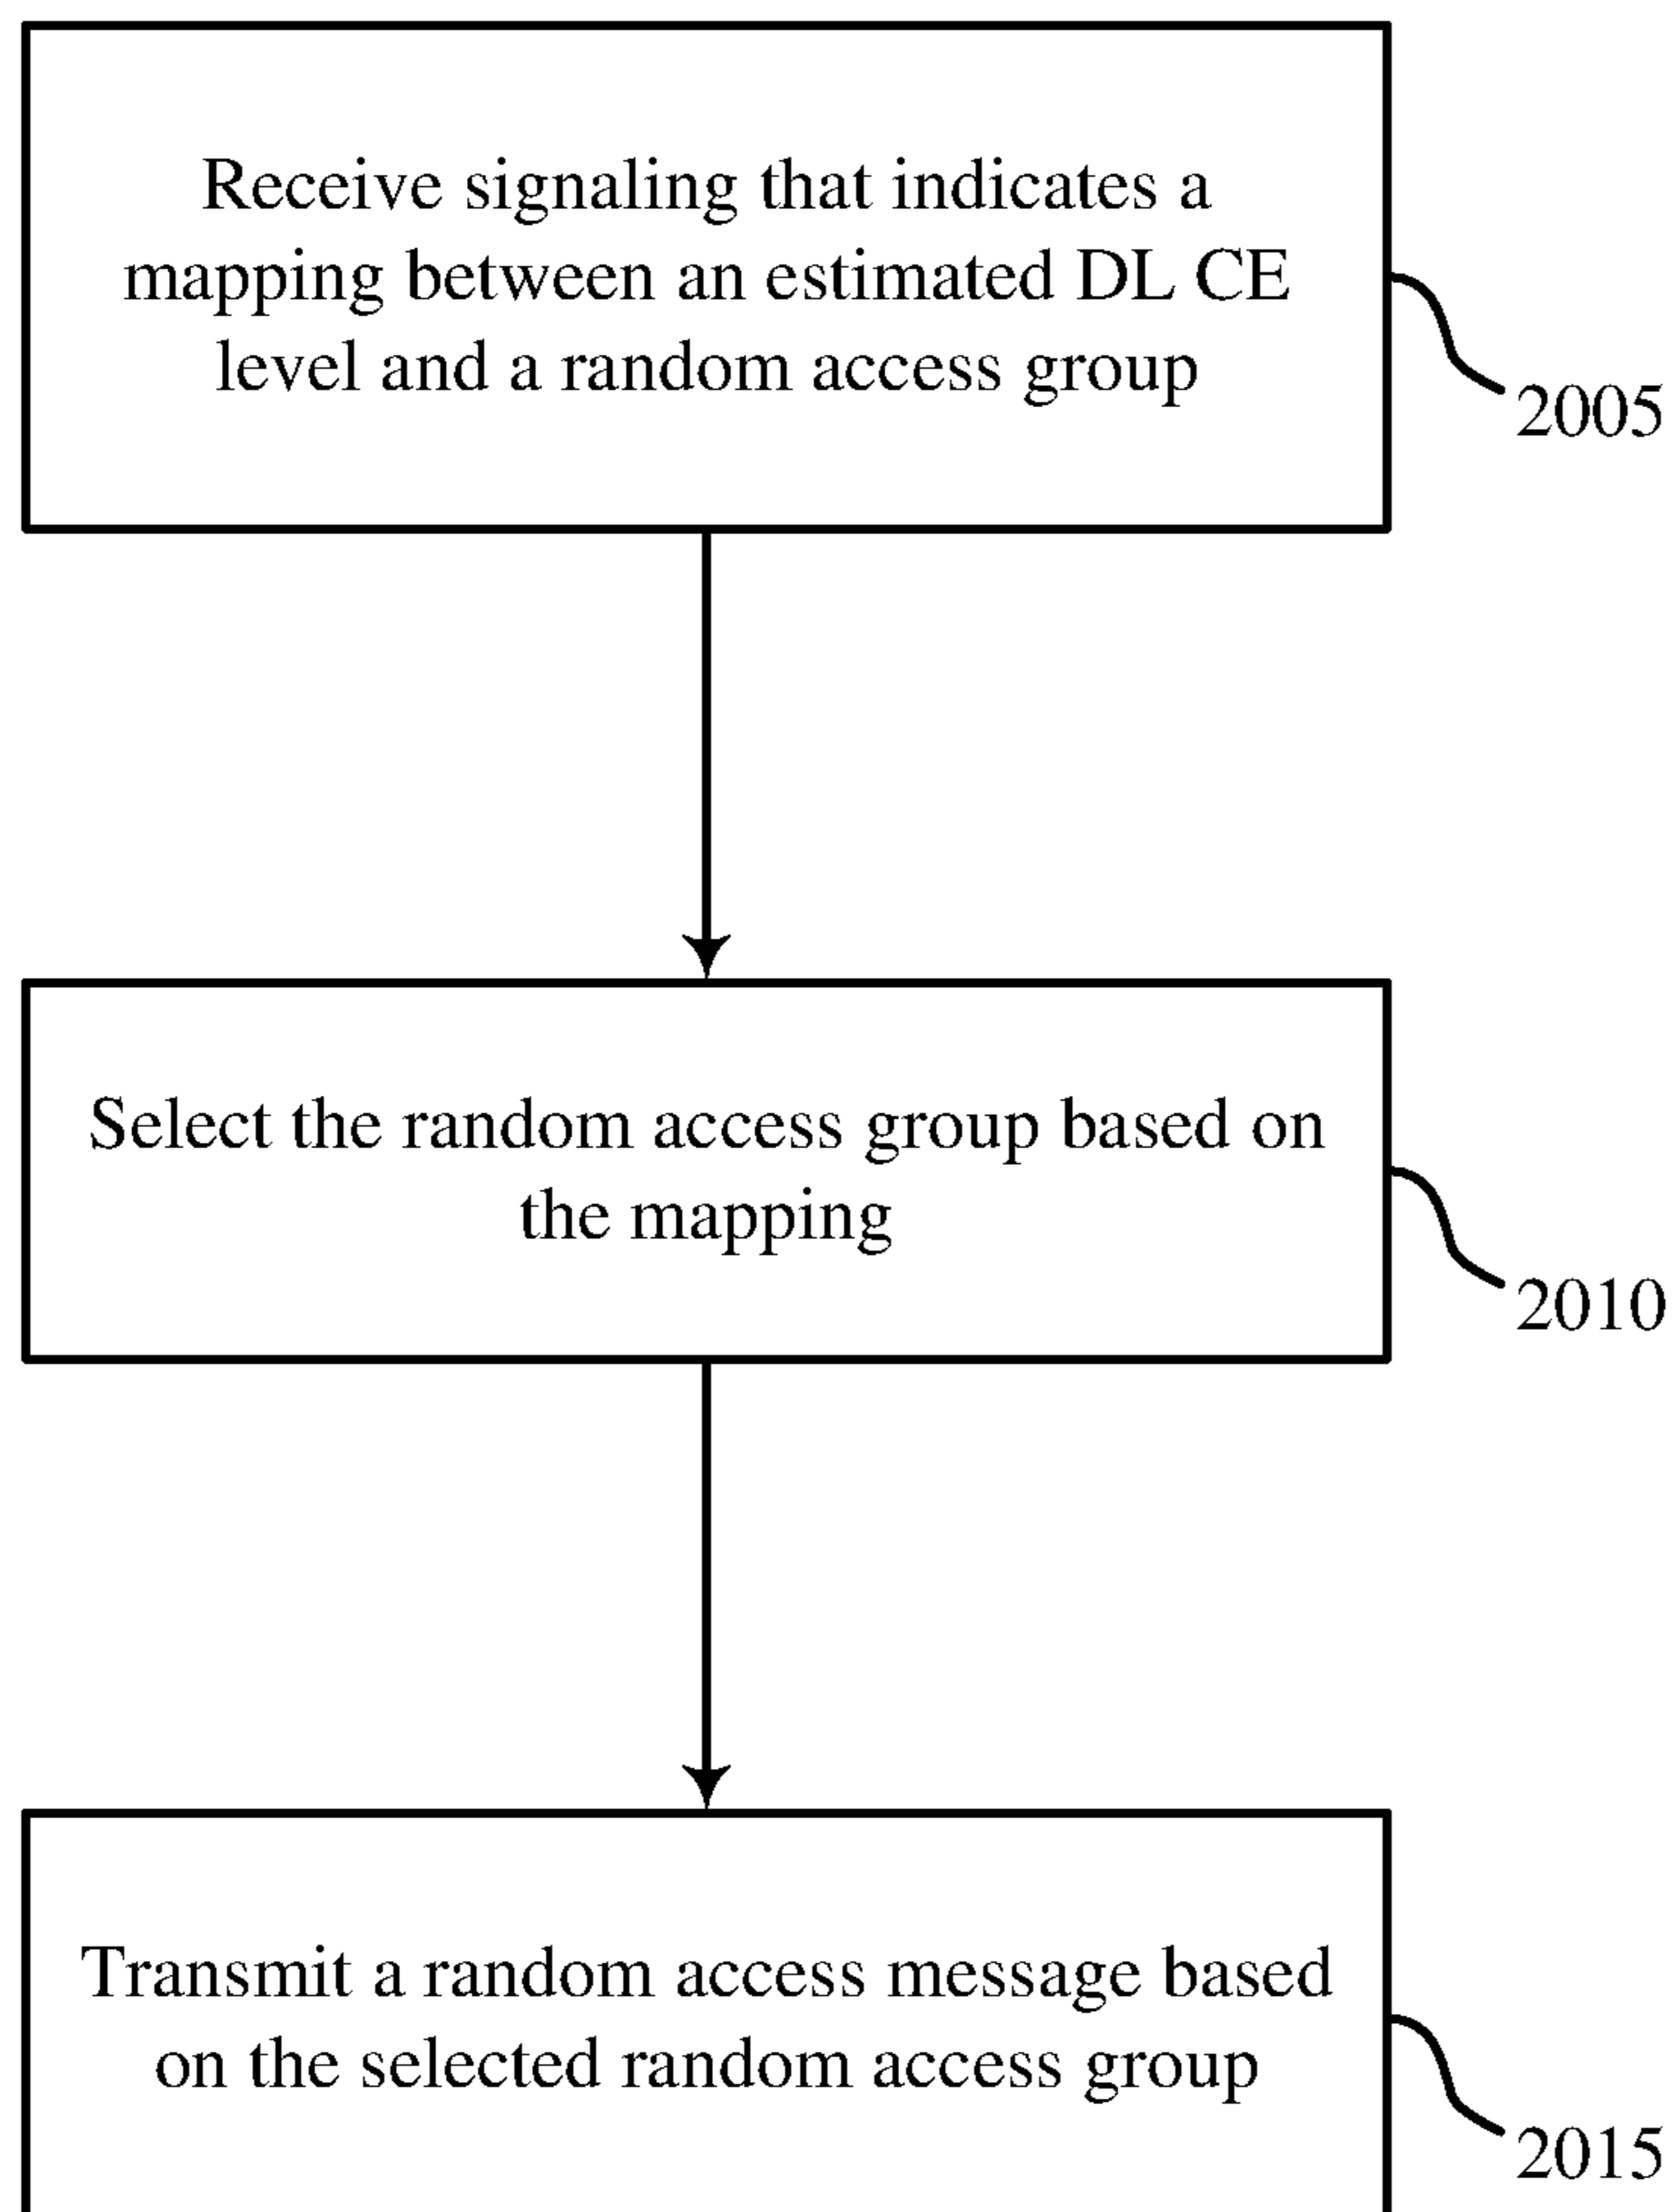 Receive signaling that indicates a
mapping between an estimated DL CE
level and a random access group
2005
Select the random access group based on
the mapping
2010
Transmit a random access message based
on the selected random access group
2015